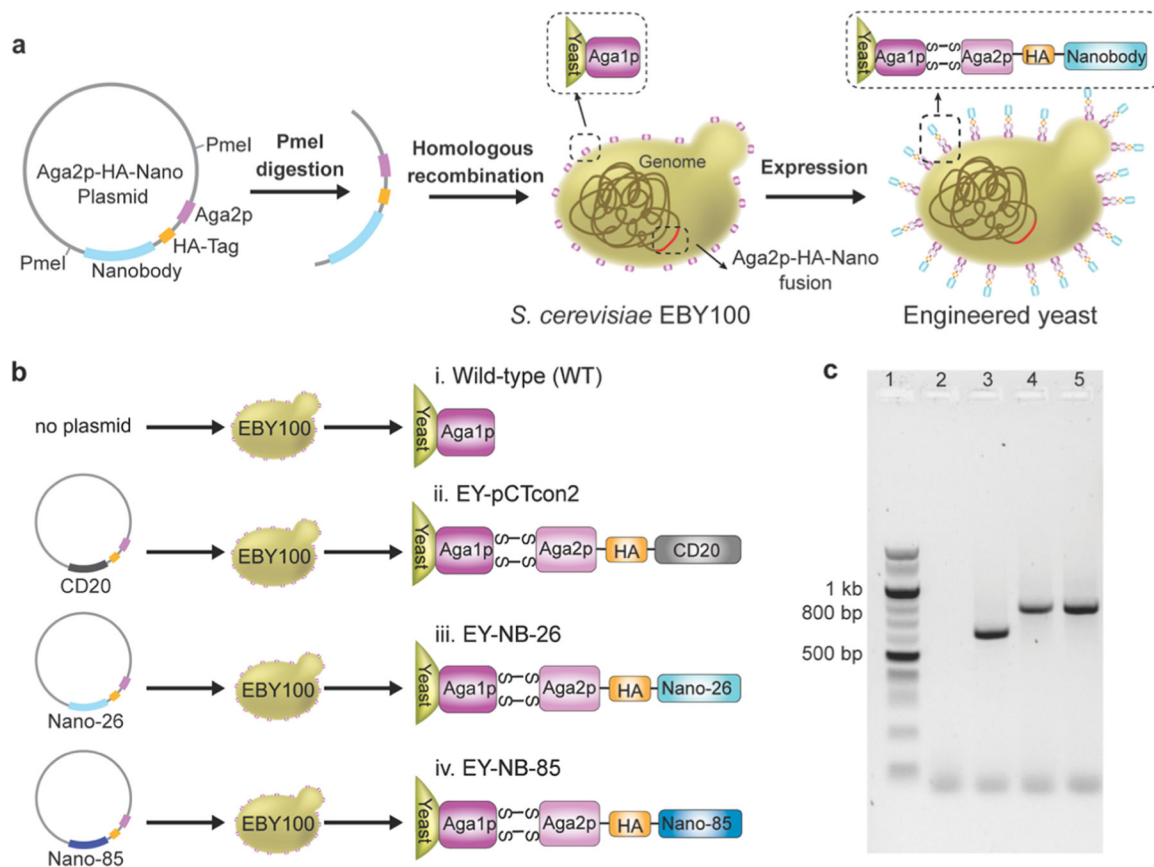 a
PmeI
Aga2p-HA-Nano
Plasmid
Aga2p
HA-Tag
PmeI
Nanobody
PmeI
digestion
Homologous
recombination
Yeast
Aga1p
Genome
Aga2p-HA-Nano
fusion
S. cerevisiae EBY100
Expression
Yeast
Aga1p
S-S
S-S
Aga2p
HA
Nanobody
Engineered yeast
b
no plasmid
EBY100
i. Wild-type (WT)
Yeast
Aga1p
CD20
EBY100
ii. EY-pCTcon2
Yeast
Aga1p
S-S
S-S
Aga2p
HA
CD20
Nano-26
EBY100
iii. EY-NB-26
Yeast
Aga1p
S-S
S-S
Aga2p
HA
Nano-26
Nano-85
EBY100
iv. EY-NB-85
Yeast
Aga1p
S-S
S-S
Aga2p
HA
Nano-85
c
1 2 3 4 5
1 kb
800 bp
500 bp